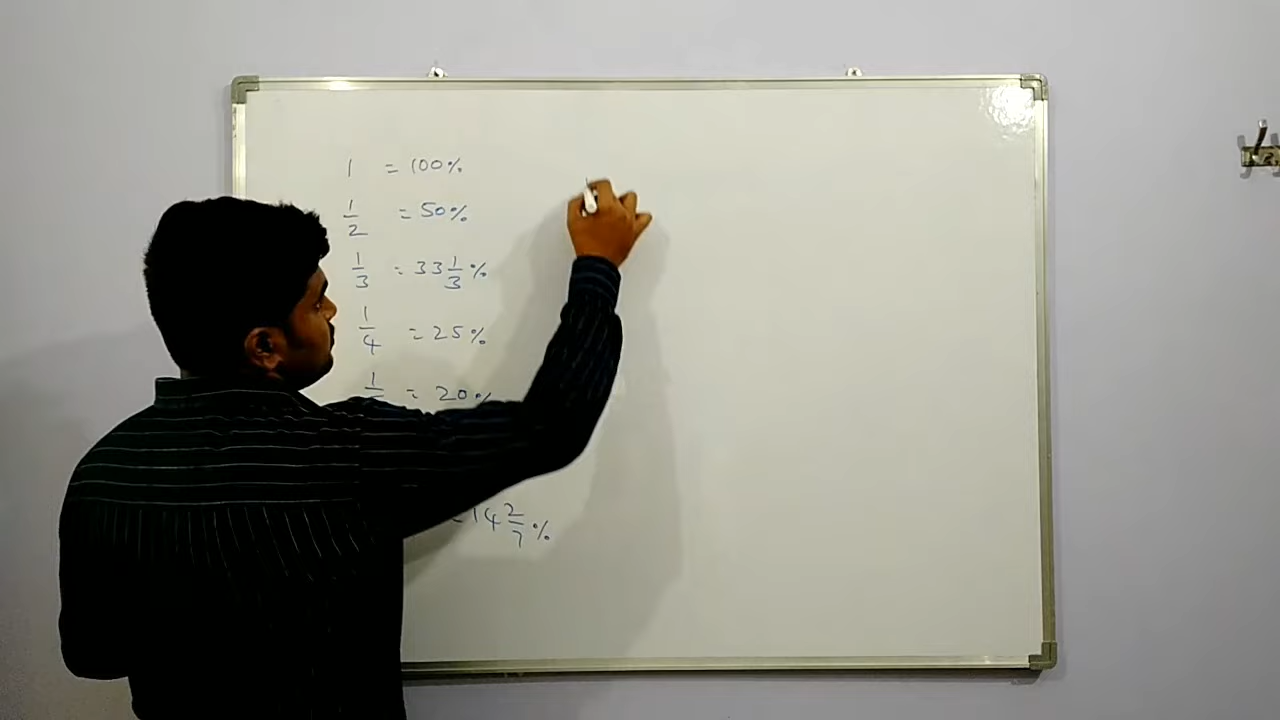 1 = 100%
1/2 = 50%
1/3 = 33 1/3 %
1/4 = 25%
= 20%
= 14 2/7 %